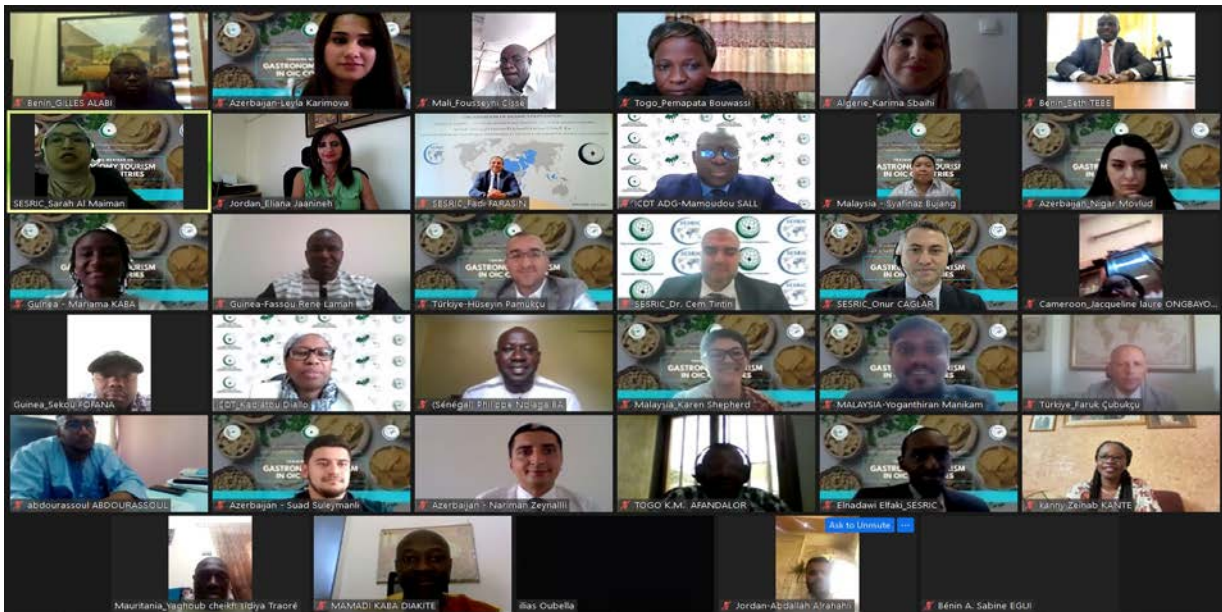 Benin_GILLES ALABI
GASTRONOM
IN OIC CO
Azerbaijan-Leyla Karimova
Mali_Fousseyni Cisse
Togo_Pemapata Bouwassi
Algerie_Karima Sbaihi
Benin_Seth TEBE
SESRIC_Sarah Al Maiman
Jordan_Eliana Jaanineh
SESRIC_Fadi FARASIN
ICDT ADG-Mamoudou SALL
Malaysia - Syafinaz Bujang
Azerbaijan_Nigar Movlud
Guinea - Mariama KABA
Guinea-Fassou René Lamah
Türkiye-Hüseyin Pamukçu
SESRIC_Dr. Cem Tintin
SESRIC_Onur CAGLAR
Cameroon_Jacqueline laure ONGBAYO...
Guinea_Sekou FOFANA
ICDT_Kadiatou Diallo
(Sénégal) Philippe Ndiaga BA
Malaysia_Karen Shepherd
MALAYSIA-Yoganthiran Manikam
Türkiye_Faruk Çubukçu
abdourassoul ABDOURASSOUL
Azerbaijan - Suad Suleymanli
Azerbaijan - Nariman Zeynalli
TOGO K.M. AFANDALOR
Elnadawi Elfaki_SESRIC
kanny Zeinab KANTE
Ask to Unmute
Mauritania_Yaghoub cheikh sidiya Traoré
MAMADI KABA DIAKITE
ilias Oubella
Jordan-Abdallah Alrahahli
Bénin A. Sabine EGUI